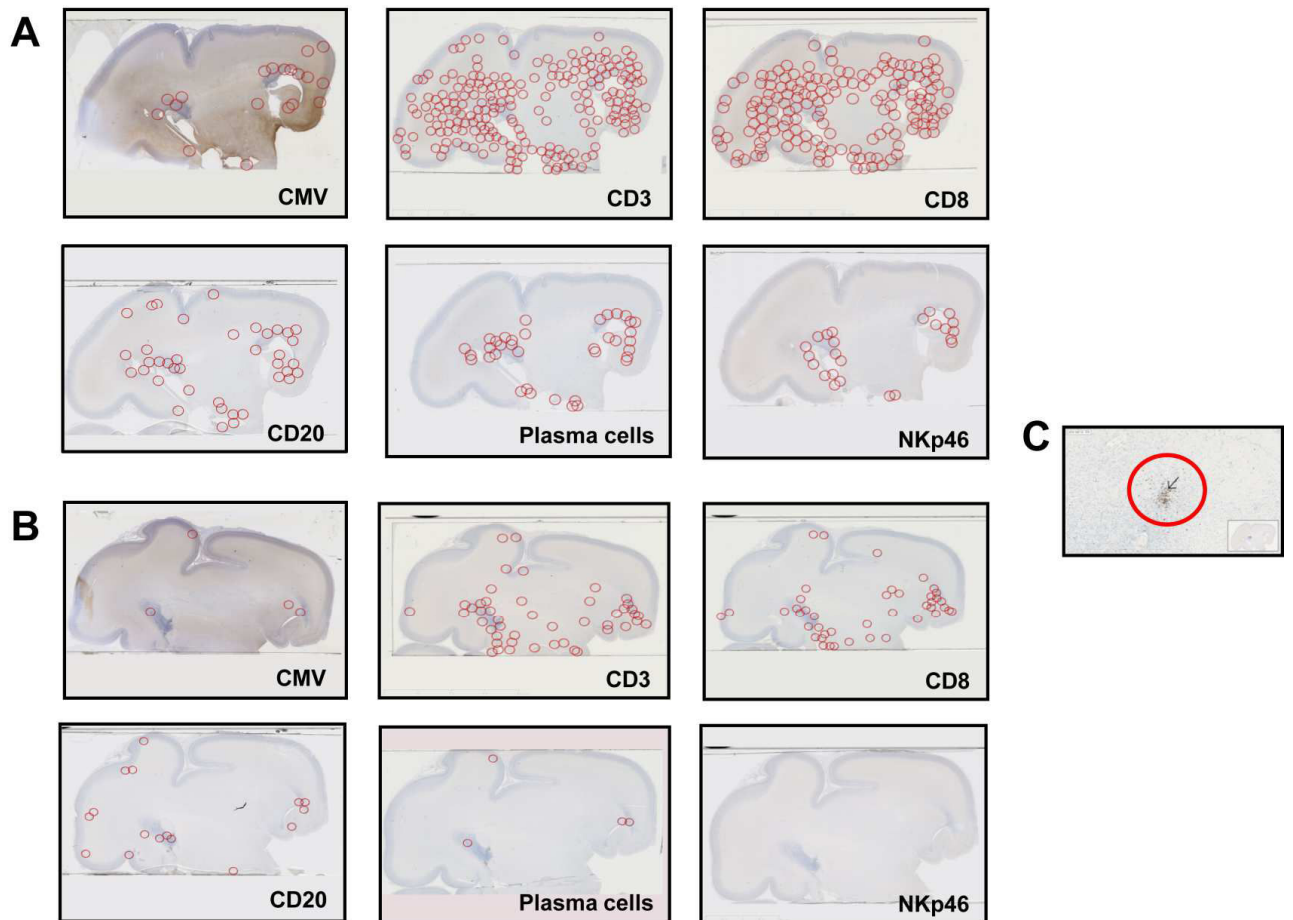 A
CMV
CD3
CD8
CD20
Plasma cells
NKp46
C
B
CMV
CD3
CD8
CD20
Plasma cells
NKp46